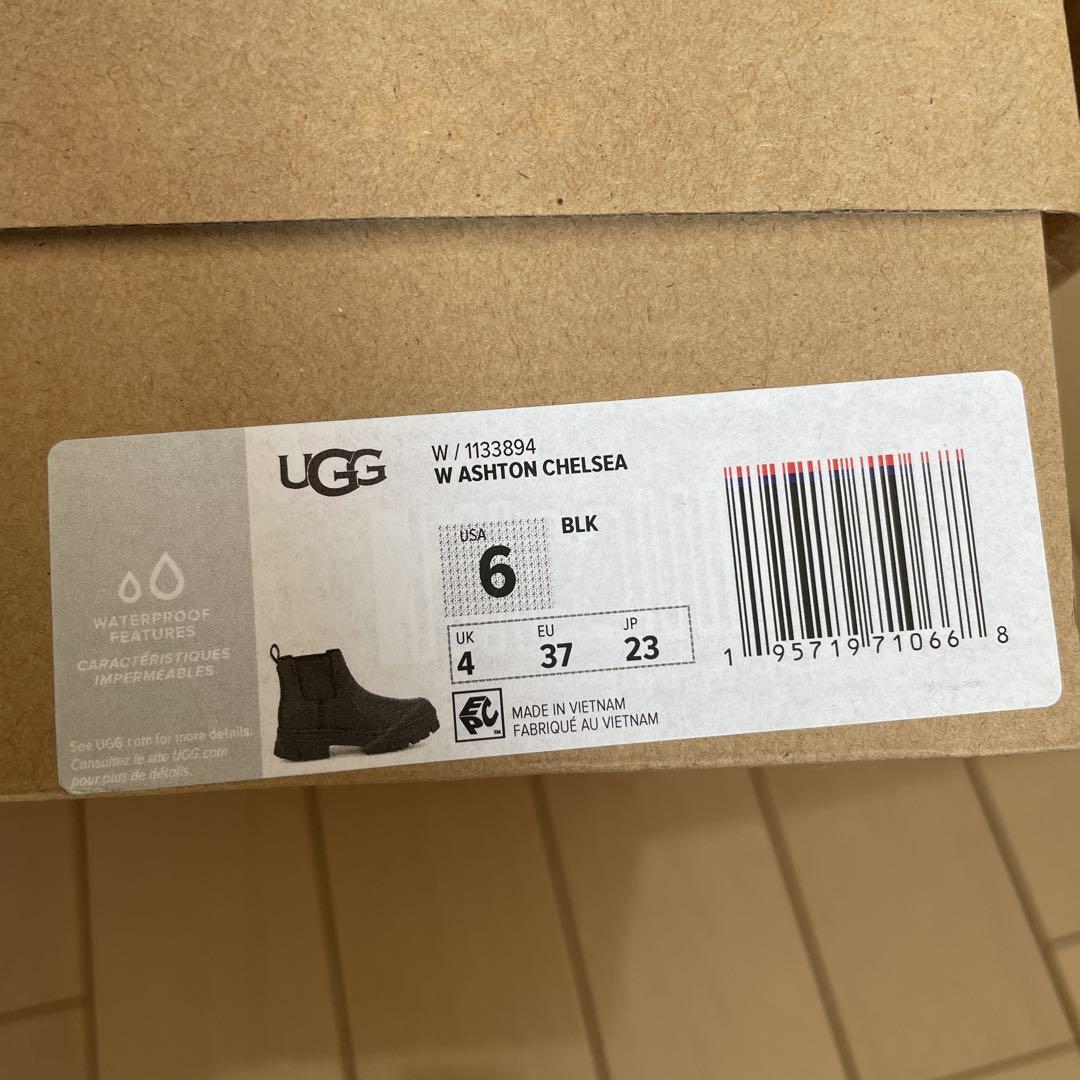 UGG
W / 1133894
W ASHTON CHELSEA
USA
6
BLK
UK
4
EU
37
JP
23
EPC™
MADE IN VIETNAM
FABRIQUÉ AU VIETNAM
WATERPROOF
FEATURES
CARACTÉRISTIQUES
IMPERMÉABLES
See UGG.com for more details.
Consultez le site UGG.com
pour plus de détails.
1 95719 71066 8